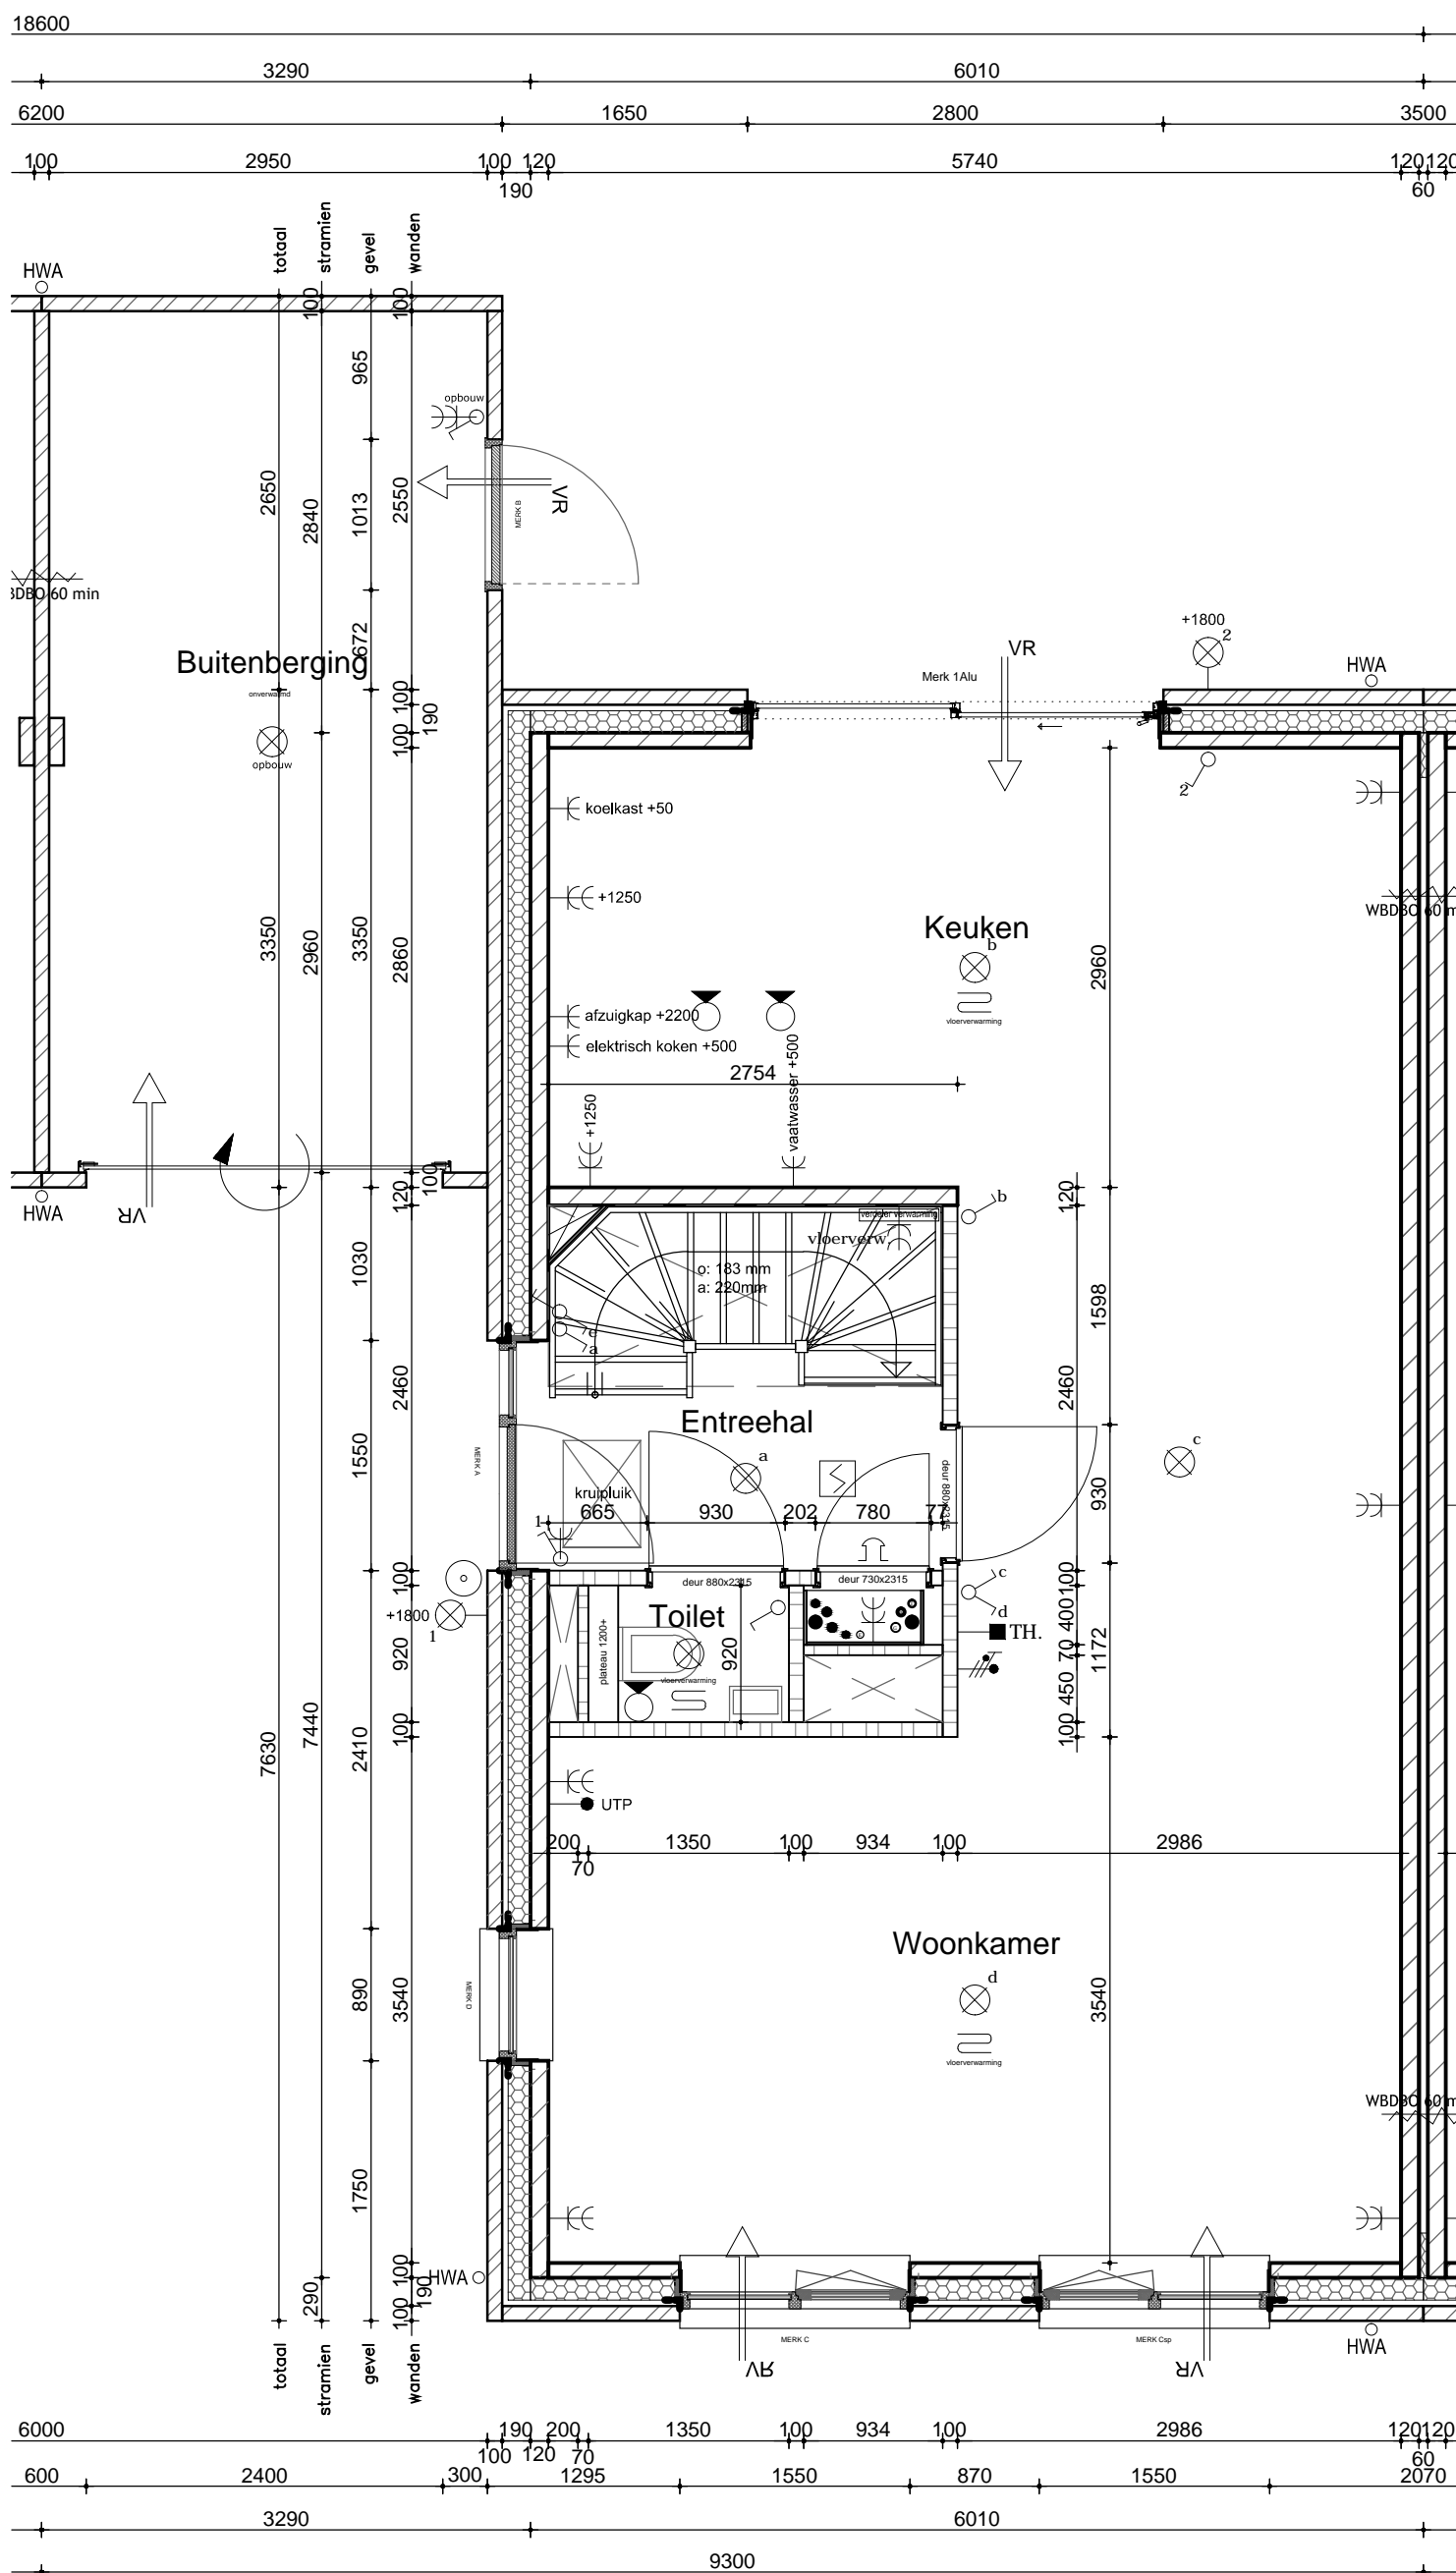 18600
3290 6010
6200 1650 2800 3500
100 2950 100 120 5740 120 120
190 60
totaal
stramien
gevel
wanden
HWA
100
100
965
opbouw
2650
2840
1013
2550
VR
MERK B
BDBO 60 min
672
Buitenberging
onverwarmd
opbouw
100
190
100
+1800
2
VR
Merk 1Alu
HWA
2
koelkast +50
+1250
Keuken
b
vloerverwarming
WBDBO 60 m
3350
2960
3350
2860
2960
afzuigkap +2200
elektrisch koken +500
vaatwasser +500
2754
+1250
HWA
VR
100
120
120
b
verdeler verwarming
vloerverw.
o: 183 mm
a: 220mm
1030
1598
e
a
2460
2460
Entreehal
a
c
1550
MERK A
kruipluik
deur 880x2315
930
665 930 202 780 77
1
deur 880x2315
deur 730x2315
100
100
+1800
1
Toilet
plateau 1200+
920
vloerverwarming
c
d
TH.
400
70
1172
450
100
920
100
7630
7440
2410
UTP
200 1350 100 934 100 2986
70
Woonkamer
d
vloerverwarming
890
3540
3540
MERK D
WBDBO 60 m
1750
HWA
290
100
190
100
MERK C
MERK Csp
VR
VR
HWA
totaal
stramien
gevel
wanden
6000 190 200 1350 100 934 100 2986 120 120
100 120 70 60
600 2400 300 1295 1550 870 1550 2070
3290 6010
9300